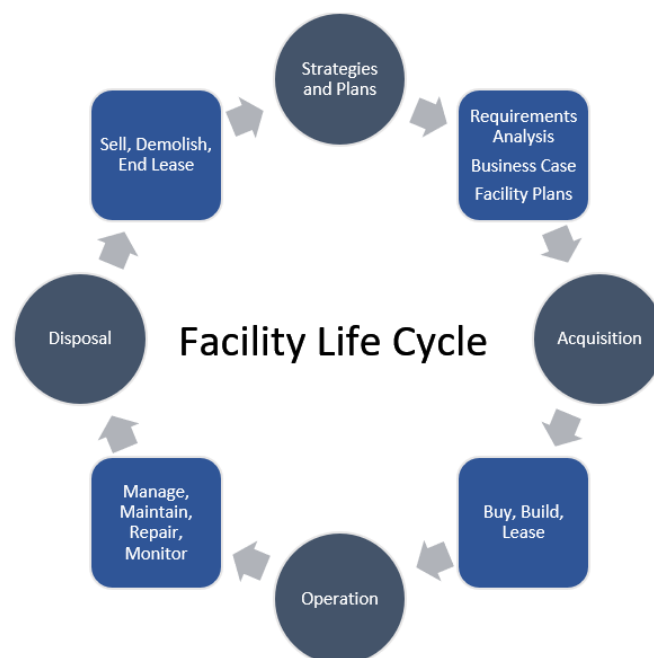 Strategies
and Plans
Requirements
Analysis
Business Case
Facility Plans
Acquisition
Buy, Build,
Lease
Operation
Manage,
Maintain,
Repair,
Monitor
Disposal
Sell, Demolish,
End Lease
Facility Life Cycle